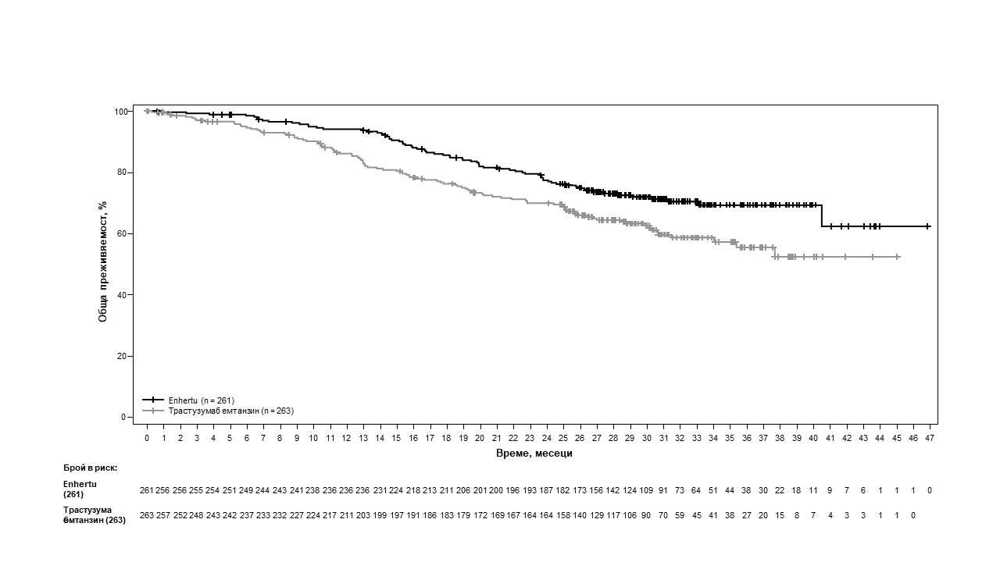 100
80
60
40
20
0
Обща преживяемост, %
Enhertu (n = 261)
Трастузумаб емтанзин (n = 263)
0 1 2 3 4 5 6 7 8 9 10 11 12 13 14 15 16 17 18 19 20 21 22 23 24 25 26 27 28 29 30 31 32 33 34 35 36 37 38 39 40 41 42 43 44 45 46 47
Време, месеци
Брой в риск:
Enhertu
(261)
261 256 256 255 254 251 249 244 243 241 238 236 236 236 231 224 218 213 211 206 201 200 196 193 187 182 173 156 142 124 109 91 73 64 51 44 38 30 22 18 11 9 7 6 1 1 1 0
Трастузума
емтанзин (263)
263 257 252 248 243 242 237 233 232 227 224 217 211 203 199 197 191 186 183 179 172 169 167 164 164 158 140 129 117 106 90 70 59 45 41 38 27 20 15 8 7 4 3 3 1 1 0